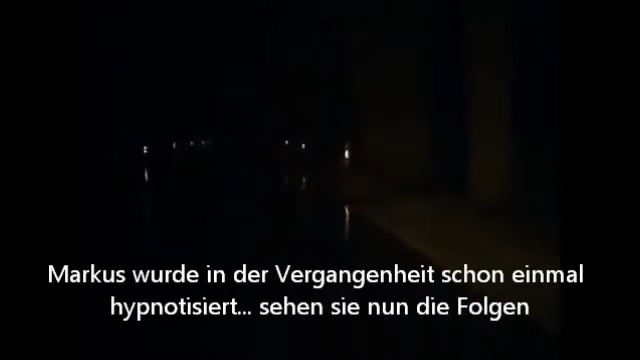 Markus wurde in der Vergangenheit schon einmal
hypnotisiert... sehen sie nun die Folgen